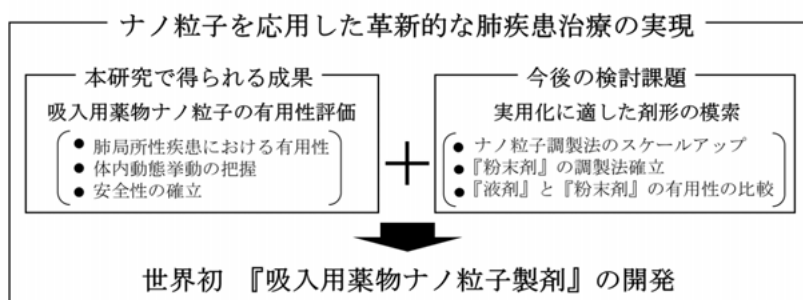 ナノ粒子を応用した革新的な肺疾患治療の実現
本研究で得られる成果
吸入用薬物ナノ粒子の有用性評価
● 肺局所性疾患における有用性
● 体内動態挙動の把握
● 安全性の確立
＋
今後の検討課題
実用化に適した剤形の模索
● ナノ粒子調製法のスケールアップ
● 『粉末剤』の調製法確立
● 『液剤』と『粉末剤』の有用性の比較
世界初 『吸入用薬物ナノ粒子製剤』の開発